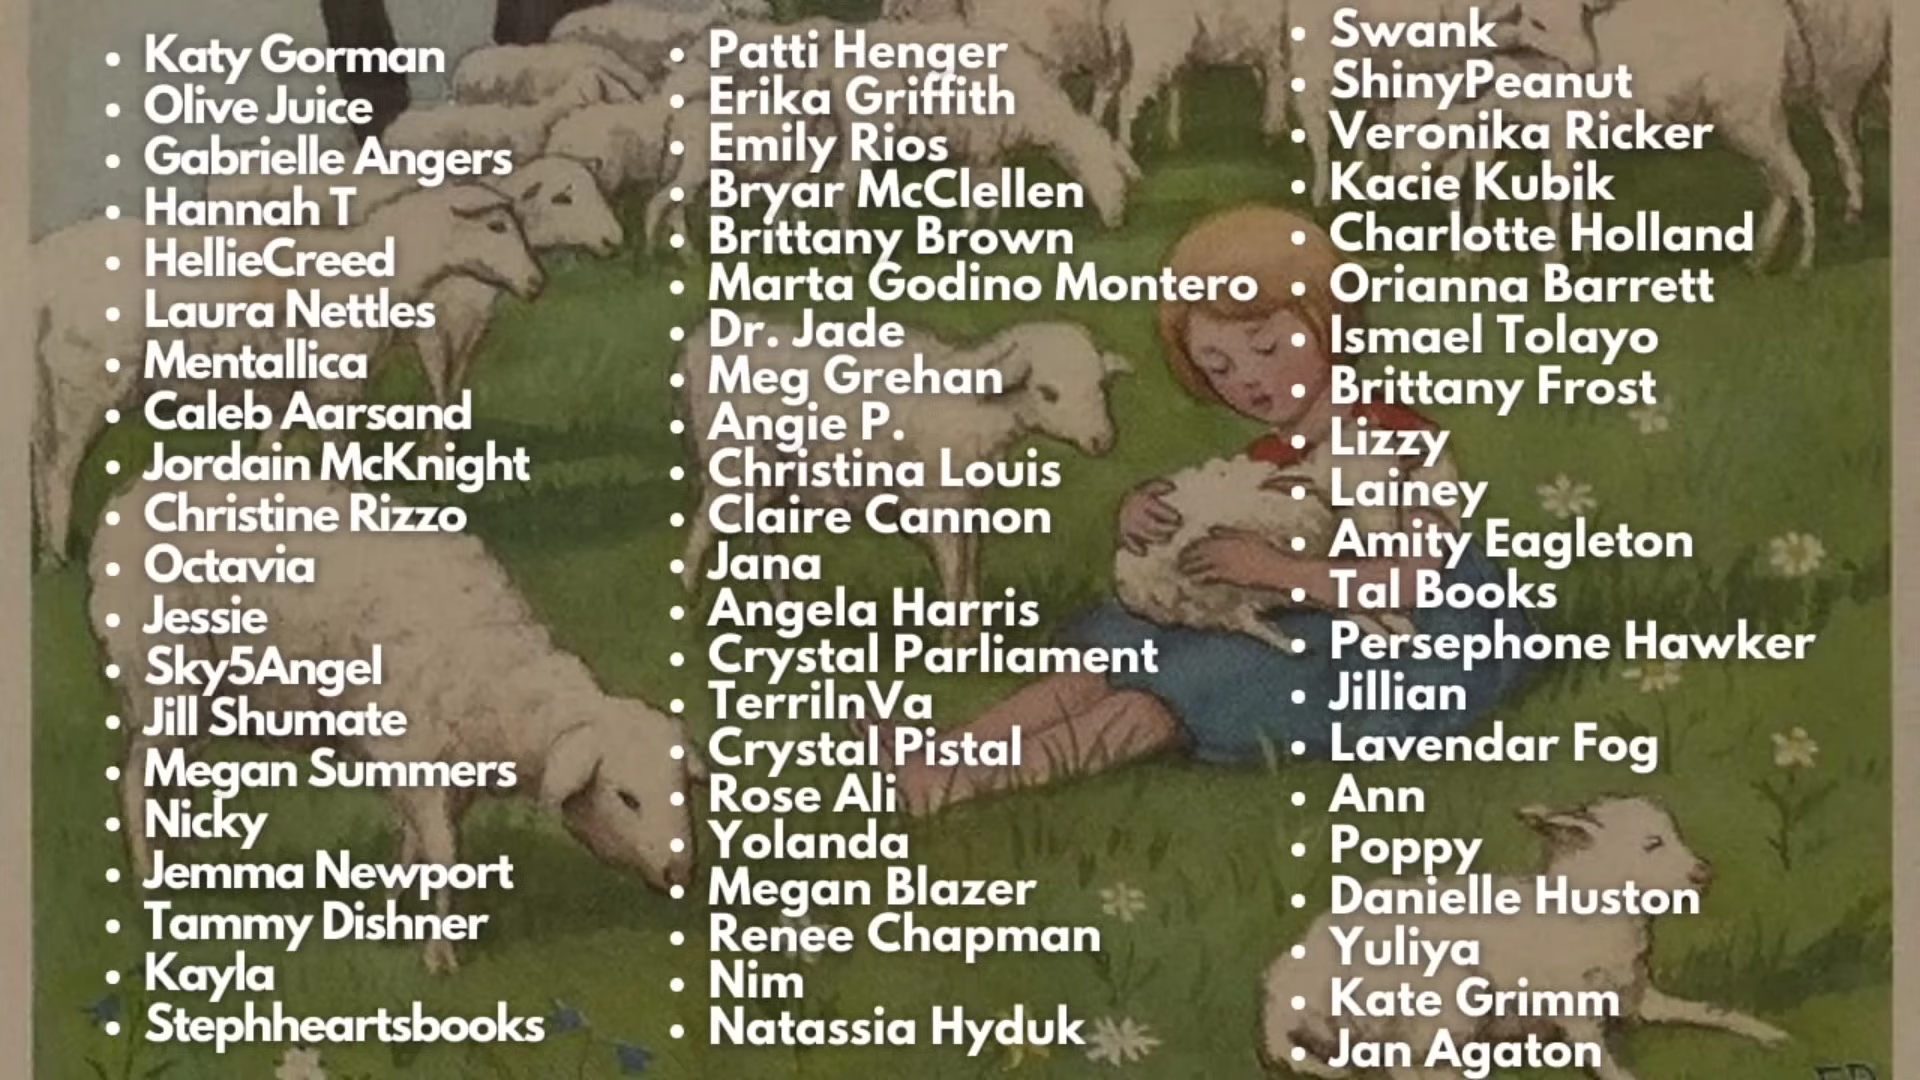 • Katy Gorman
• Olive Juice
• Gabrielle Angers
• Hannah T
• HellieCreed
• Laura Nettles
• Mentallica
• Caleb Aarsand
• Jordain McKnight
• Christine Rizzo
• Octavia
• Jessie
• Sky5Angel
• Jill Shumate
• Megan Summers
• Nicky
• Jemma Newport
• Tammy Dishner
• Kayla
• Stephheartsbooks
• Patti Henger
• Erika Griffith
• Emily Rios
• Bryar McClellen
• Brittany Brown
• Marta Godino Montero
• Dr. Jade
• Meg Grehan
• Angie P.
• Christina Louis
• Claire Cannon
• Jana
• Angela Harris
• Crystal Parliament
• TerriInVa
• Crystal Pistal
• Rose Ali
• Yolanda
• Megan Blazer
• Renee Chapman
• Nim
• Natassia Hyduk
• Swank
• ShinyPeanut
• Veronika Ricker
• Kacie Kubik
• Charlotte Holland
• Orianna Barrett
• Ismael Tolayo
• Brittany Frost
• Lizzy
• Lainey
• Amity Eagleton
• Tal Books
• Persephone Hawker
• Jillian
• Lavendar Fog
• Ann
• Poppy
• Danielle Huston
• Yuliya
• Kate Grimm
• Jan Agaton